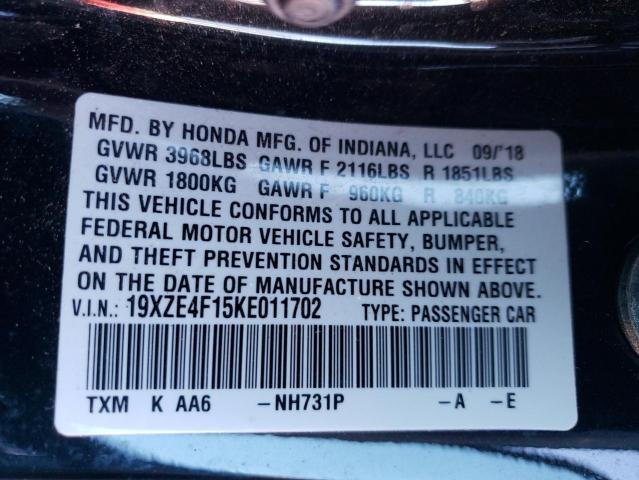 MFD. BY HONDA MFG. OF INDIANA, LLC 09/'18
GVWR 3968LBS GAWR F 2116LBS R 1851LBS
GVWR 1800KG GAWR F 960KG R 840KG
THIS VEHICLE CONFORMS TO ALL APPLICABLE
FEDERAL MOTOR VEHICLE SAFETY, BUMPER,
AND THEFT PREVENTION STANDARDS IN EFFECT
ON THE DATE OF MANUFACTURE SHOWN ABOVE.
V.I.N.: 19XZE4F15KE011702 TYPE: PASSENGER CAR
TXM K AA6 -NH731P -A -E